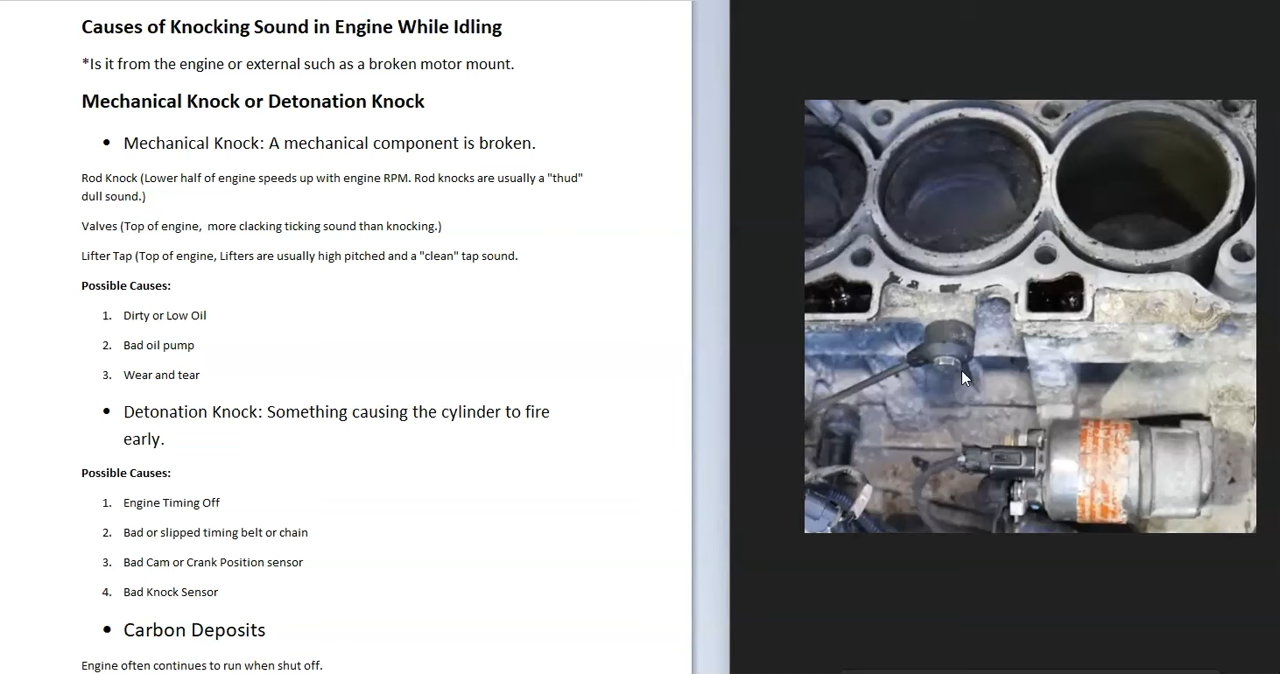 Causes of Knocking Sound in Engine While Idling
*Is it from the engine or external such as a broken motor mount.
Mechanical Knock or Detonation Knock
• Mechanical Knock: A mechanical component is broken.
Rod Knock (Lower half of engine speeds up with engine RPM. Rod knocks are usually a "thud"
dull sound.)
Valves (Top of engine,  more clacking ticking sound than knocking.)
Lifter Tap (Top of engine, Lifters are usually high pitched and a "clean" tap sound.
Possible Causes:
1. Dirty or Low Oil
2. Bad oil pump
3. Wear and tear
• Detonation Knock: Something causing the cylinder to fire
early.
Possible Causes:
1. Engine Timing Off
2. Bad or slipped timing belt or chain
3. Bad Cam or Crank Position sensor
4. Bad Knock Sensor
• Carbon Deposits
Engine often continues to run when shut off.